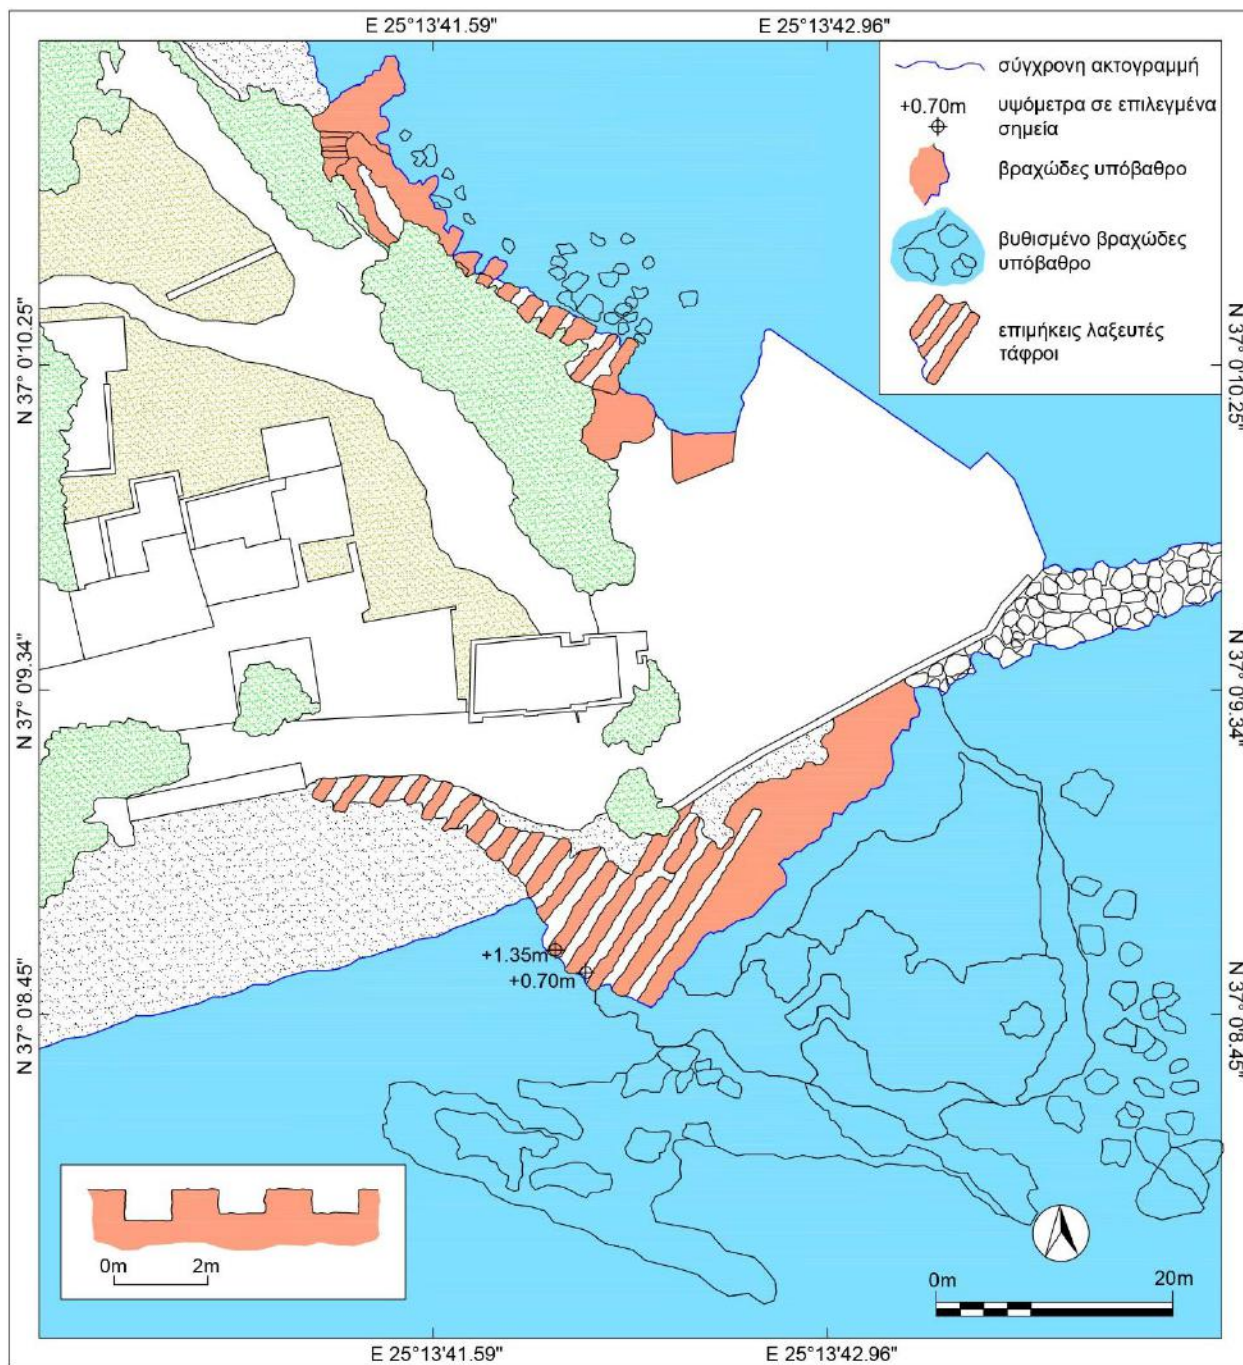 E 25°13'41.59"
E 25°13'42.96"
σύγχρονη ακτογραμμή
+0.70m
υψόμετρα σε επιλεγμένα
σημεία
βραχώδες υπόβαθρο
βυθισμένο βραχώδες
υπόβαθρο
επιμήκεις λαξευτές
τάφροι
N 37° 0'10.25"
N 37° 0'10.25"
N 37° 0'9.34"
N 37° 0'9.34"
+1.35m
+0.70m
N 37° 0'8.45"
N 37° 0'8.45"
0m
2m
0m
20m
E 25°13'41.59"
E 25°13'42.96"